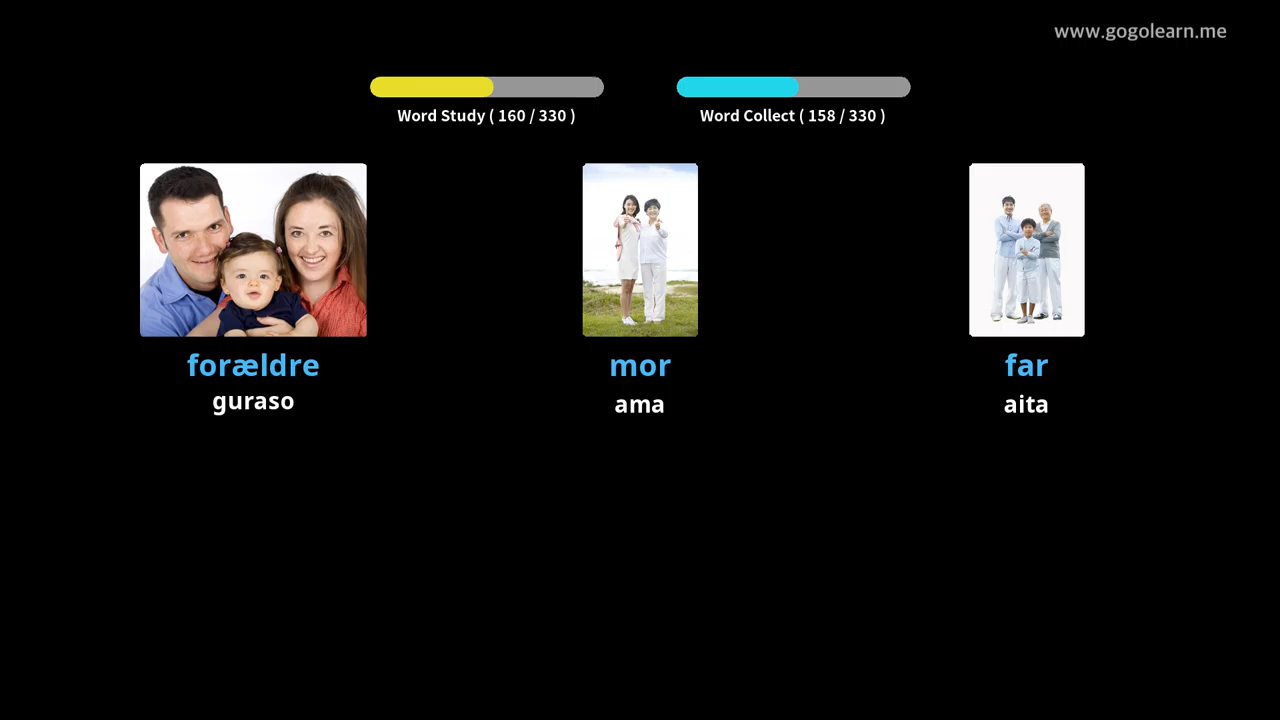 www.gogolearn.me
Word Study ( 160 / 330 )
Word Collect ( 158 / 330 )
forældre
guraso
mor
ama
far
aita